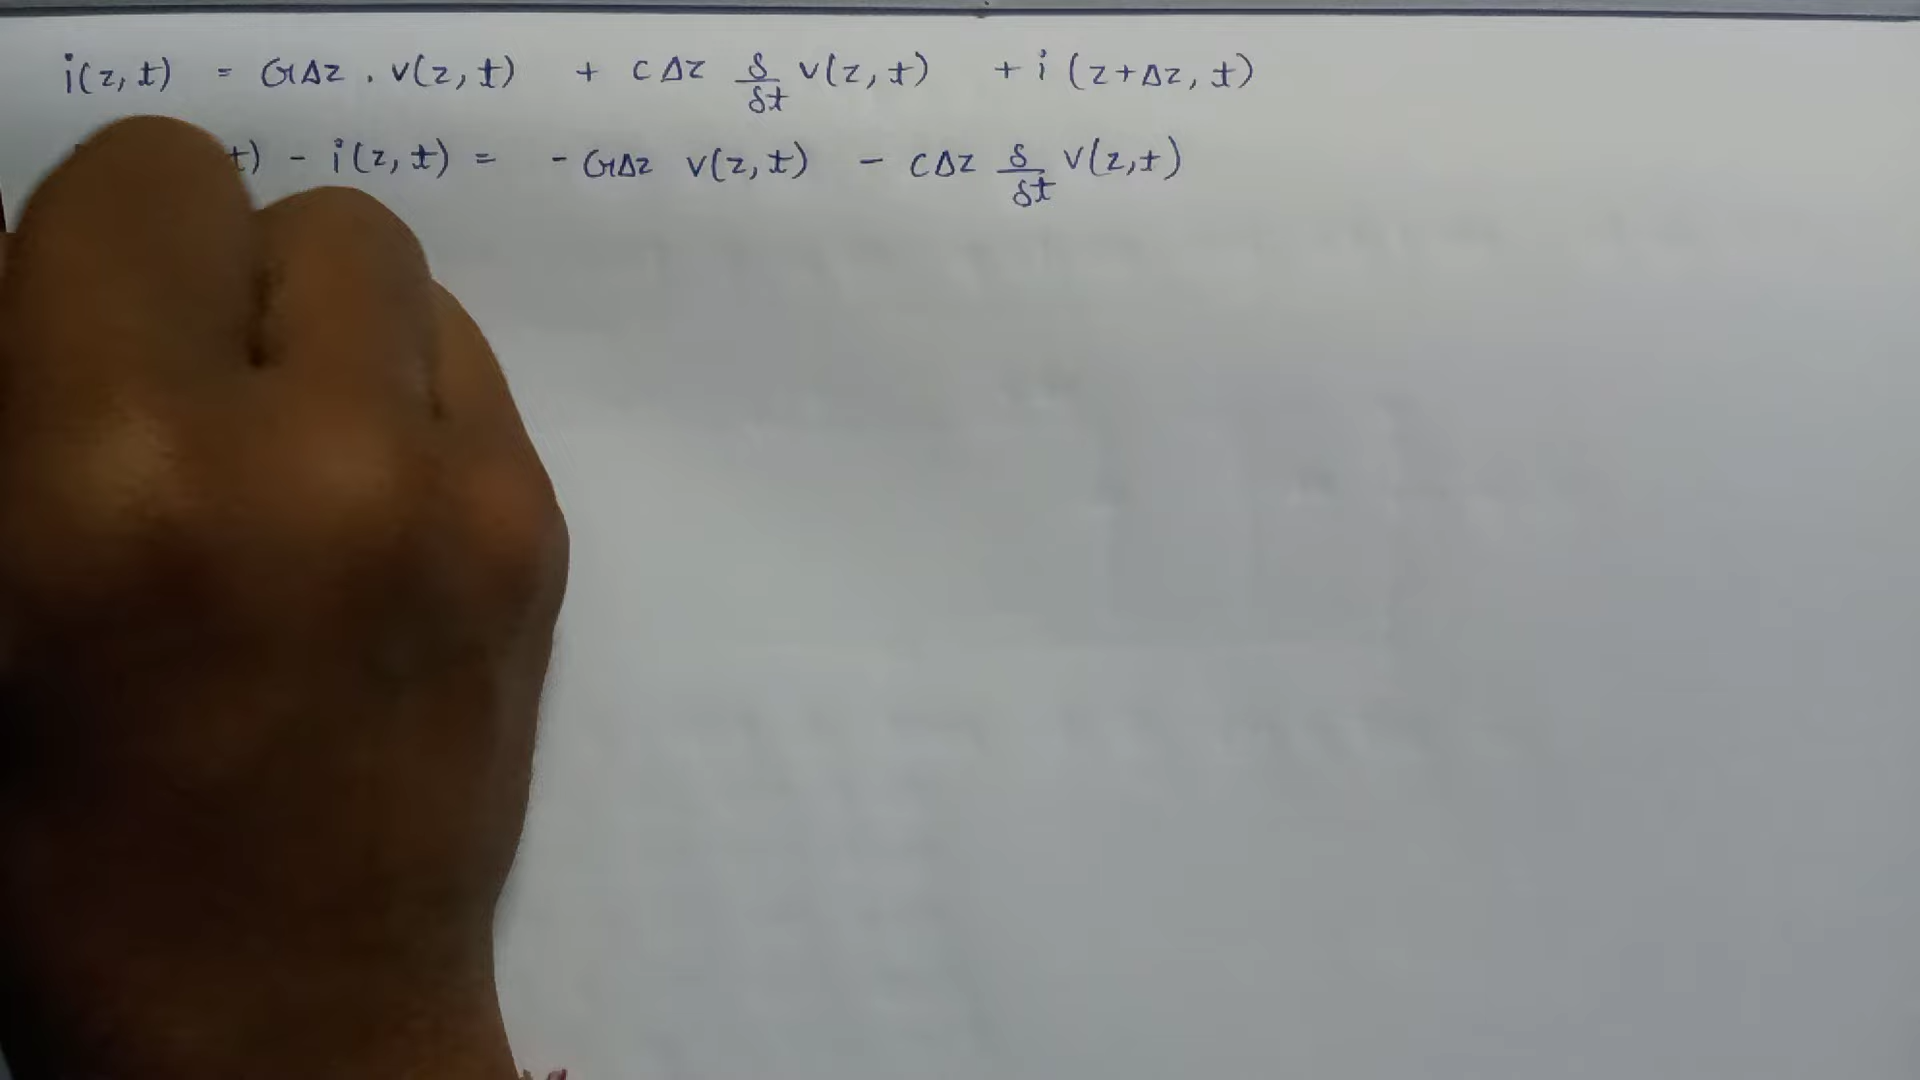 i(z, t) = GΔz . v(z, t) + CΔz δ/δt v(z, t) + i (z+Δz, t)
t) - i(z, t) = - GΔz v(z, t) - CΔz δ/δt v(z,t)